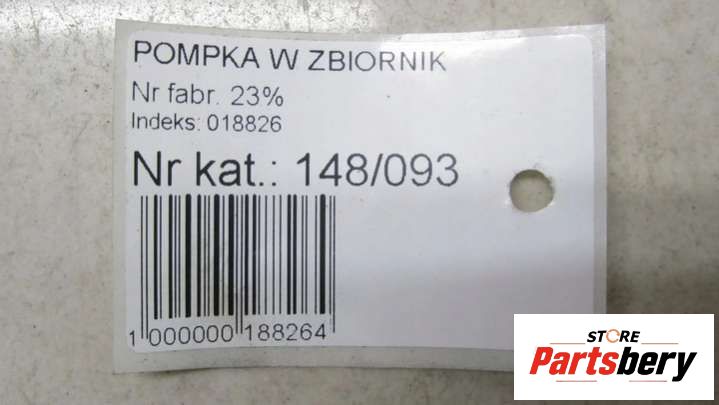 POMPKA W ZBIORNIK
Nr fabr. 23%
Indeks: 018826
Nr kat.: 148/093
1 000000 188264
STORE
Partsbery